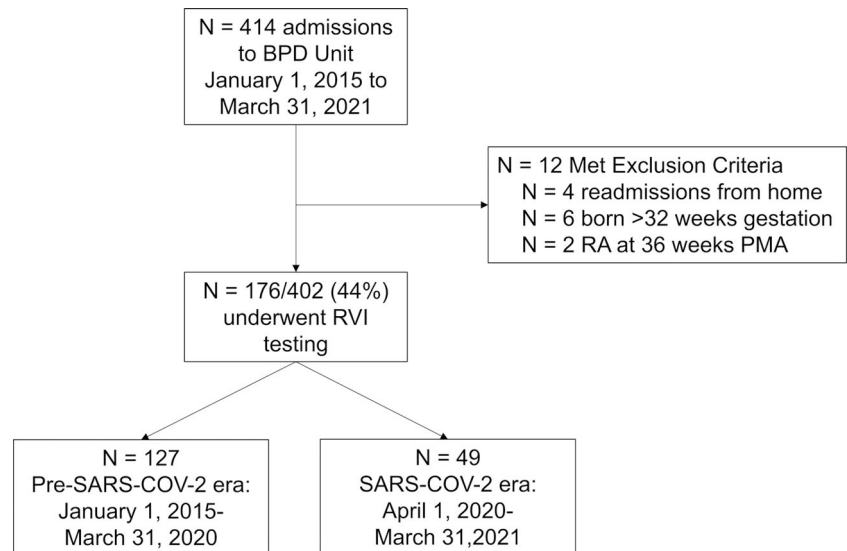 N = 414 admissions
to BPD Unit
January 1, 2015 to
March 31, 2021
N = 12 Met Exclusion Criteria
N = 4 readmissions from home
N = 6 born >32 weeks gestation
N = 2 RA at 36 weeks PMA
N = 176/402 (44%)
underwent RVI
testing
N = 127
Pre-SARS-COV-2 era:
January 1, 2015-
March 31, 2020
N = 49
SARS-COV-2 era:
April 1, 2020-
March 31,2021